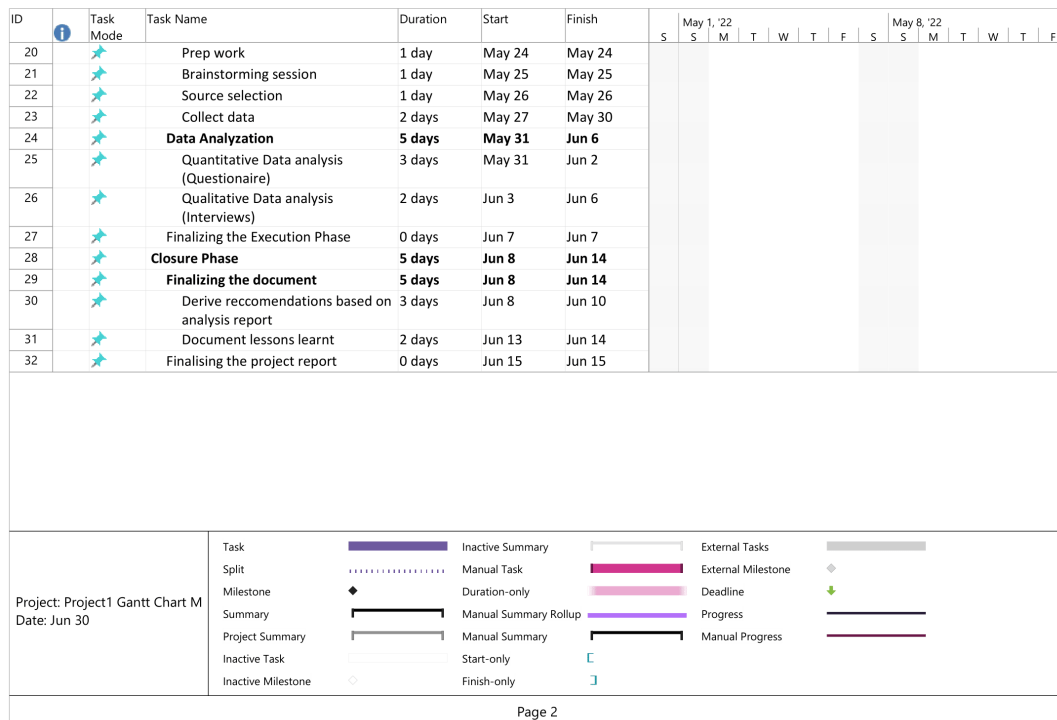 ID Task Mode Task Name Duration Start Finish May 1, '22 May 8, '22
S S M T W T F S S M T W T F
20 Prep work 1 day May 24 May 24
21 Brainstorming session 1 day May 25 May 25
22 Source selection 1 day May 26 May 26
23 Collect data 2 days May 27 May 30
24 Data Analyzation 5 days May 31 Jun 6
25 Quantitative Data analysis (Questionaire) 3 days May 31 Jun 2
26 Qualitative Data analysis (Interviews) 2 days Jun 3 Jun 6
27 Finalizing the Execution Phase 0 days Jun 7 Jun 7
28 Closure Phase 5 days Jun 8 Jun 14
29 Finalizing the document 5 days Jun 8 Jun 14
30 Derive reccomendations based on analysis report 3 days Jun 8 Jun 10
31 Document lessons learnt 2 days Jun 13 Jun 14
32 Finalising the project report 0 days Jun 15 Jun 15
Project: Project1 Gantt Chart M
Date: Jun 30
Task Inactive Summary External Tasks
Split Manual Task External Milestone
Milestone Duration-only Deadline
Summary Manual Summary Rollup Progress
Project Summary Manual Summary Manual Progress
Inactive Task Start-only
Inactive Milestone Finish-only
Page 2